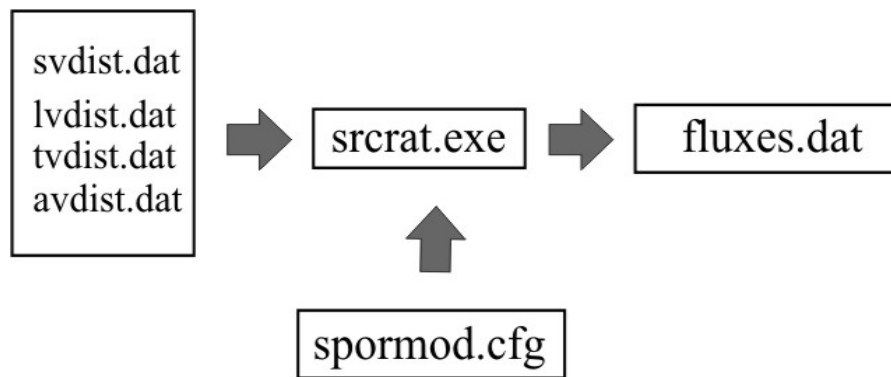 svdist.dat
lvdist.dat
tvdist.dat
avdist.dat
srcrat.exe
fluxes.dat
spormod.cfg